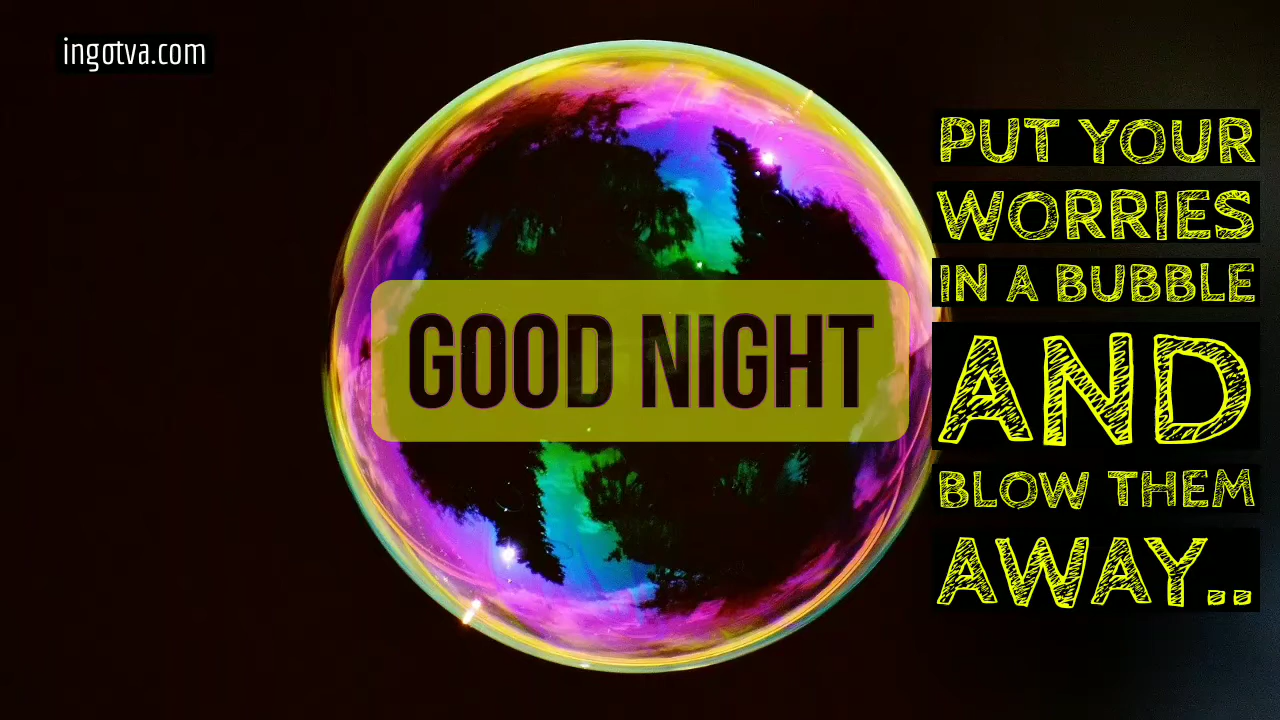 ingotva.com
PUT YOUR
WORRIES
IN A BUBBLE
AND
BLOW THEM
AWAY..
GOOD NIGHT